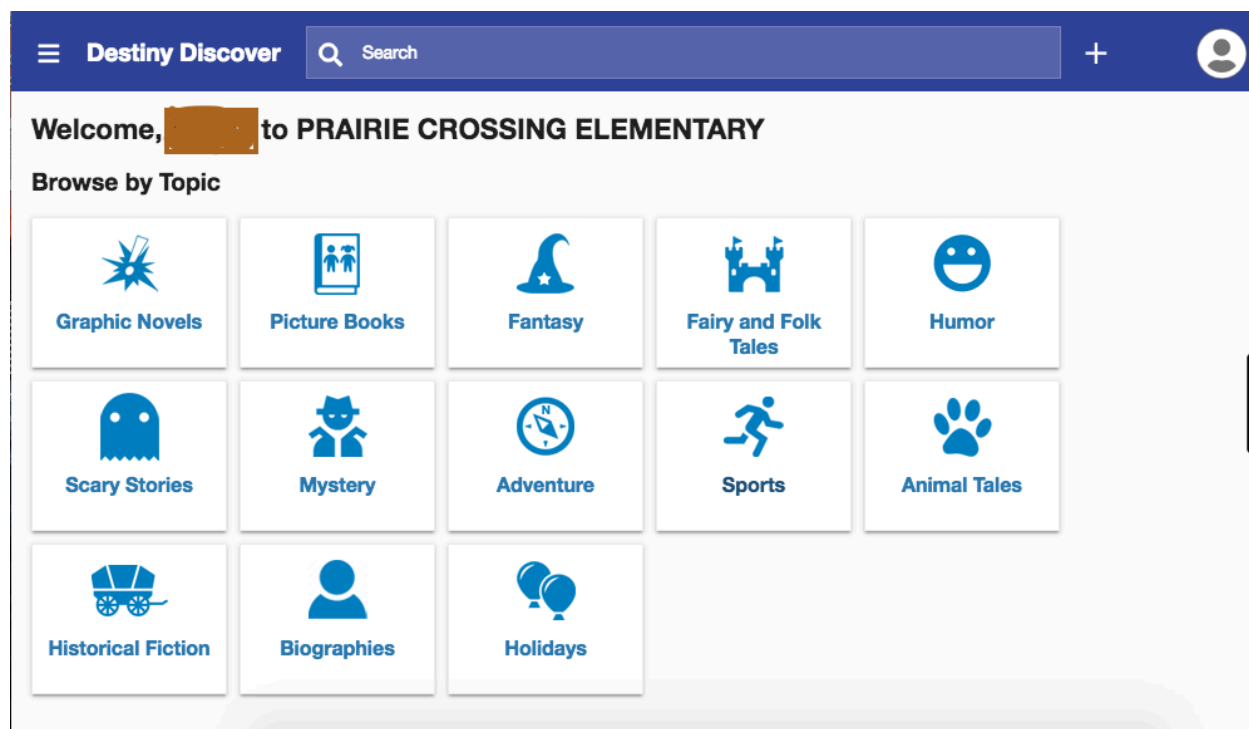 Destiny Discover Search
Welcome, to PRAIRIE CROSSING ELEMENTARY
Browse by Topic
Graphic Novels
Picture Books
Fantasy
Fairy and Folk
Tales
Humor
Scary Stories
Mystery
Adventure
Sports
Animal Tales
Historical Fiction
Biographies
Holidays